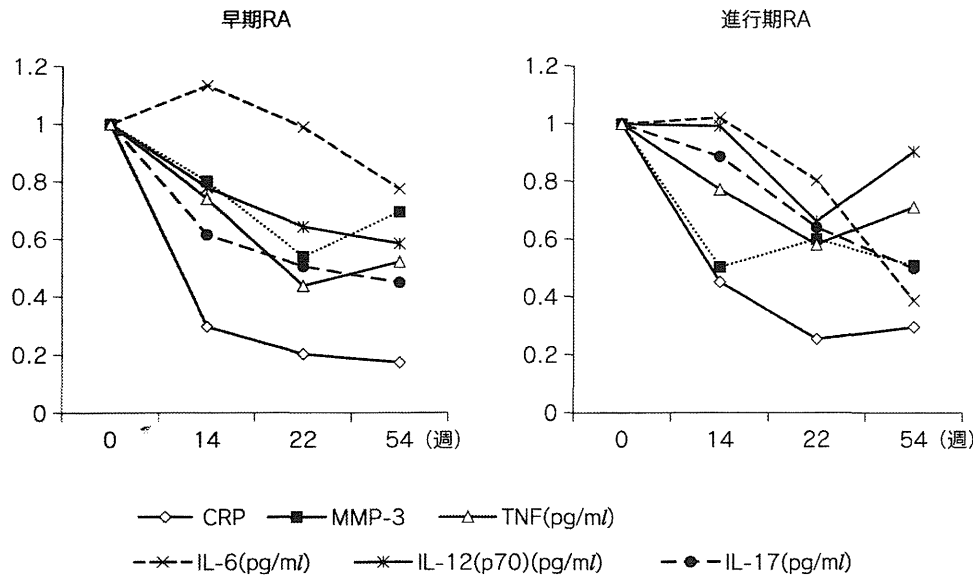 早期RA
1.2
1
0.8
0.6
0.4
0.2
0
0 14 22 54 (週)
進行期RA
1.2
1
0.8
0.6
0.4
0.2
0
0 14 22 54 (週)
CRP MMP-3 TNF(pg/ml)
IL-6(pg/ml) IL-12(p70)(pg/ml) IL-17(pg/ml)